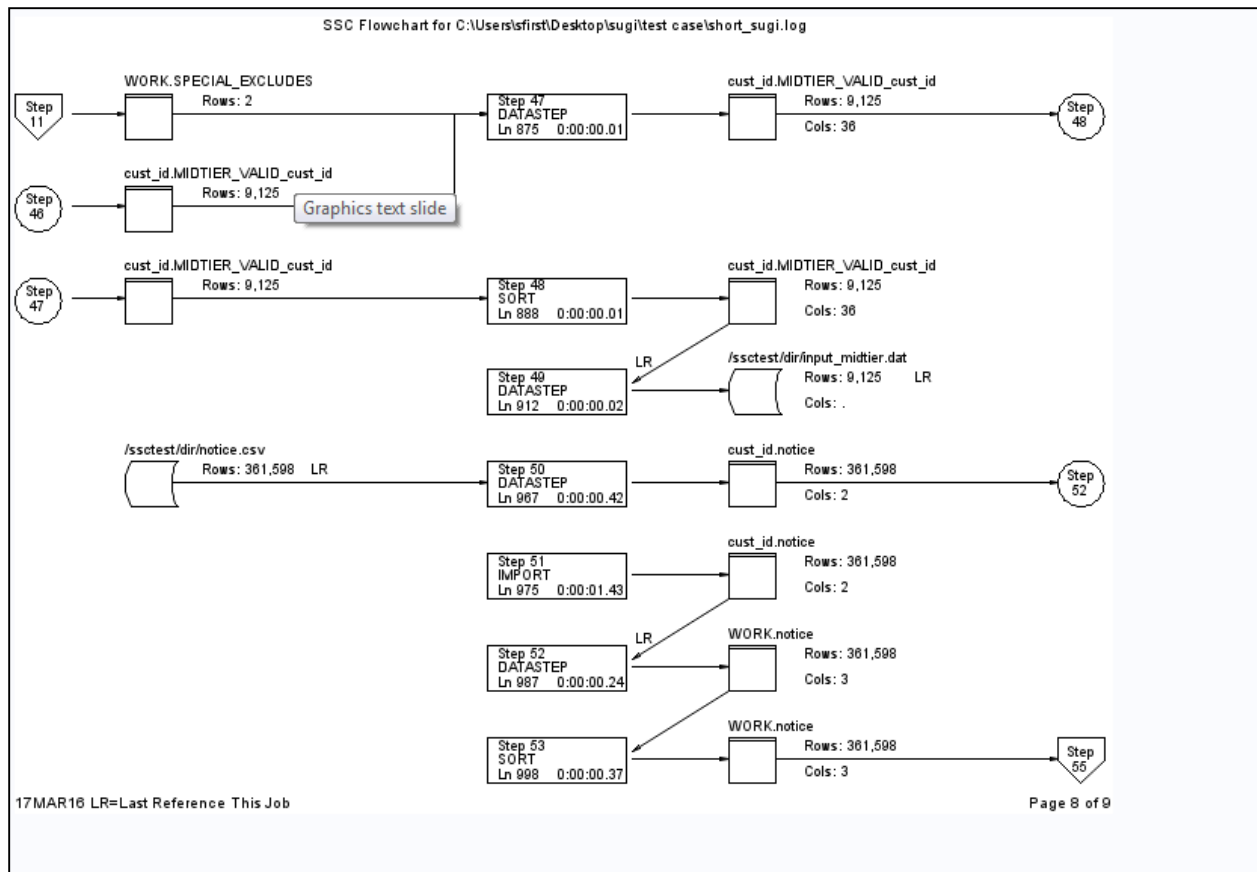 SSC Flowchart for C:\Users\sfirst\Desktop\sugi\test case\short_sugi.log
WORK.SPECIAL_EXCLUDES
cust_id.MIDTIER_VALID_cust_id
Step
11
Rows: 2
Step 47
DATASTEP
Ln 875 0:00:00.01
Rows: 9,125
Cols: 36
Step
48
cust_id.MIDTIER_VALID_cust_id
Step
46
Rows: 9,125
Graphics text slide
cust_id.MIDTIER_VALID_cust_id
cust_id.MIDTIER_VALID_cust_id
Step
47
Rows: 9,125
Step 48
SORT
Ln 888 0:00:00.01
Rows: 9,125
Cols: 36
LR
/ssctest/dir/input_midtier.dat
Step 49
DATASTEP
Ln 912 0:00:00.02
Rows: 9,125 LR
Cols: .
/ssctest/dir/notice.csv
cust_id.notice
Rows: 361,598 LR
Step 50
DATASTEP
Ln 967 0:00:00.42
Rows: 361,598
Cols: 2
Step
52
cust_id.notice
Step 51
IMPORT
Ln 975 0:00:01.43
Rows: 361,598
Cols: 2
LR
WORK.notice
Step 52
DATASTEP
Ln 987 0:00:00.24
Rows: 361,598
Cols: 3
WORK.notice
Step 53
SORT
Ln 998 0:00:00.37
Rows: 361,598
Cols: 3
Step
55
17MAR16 LR=Last Reference This Job
Page 8 of 9